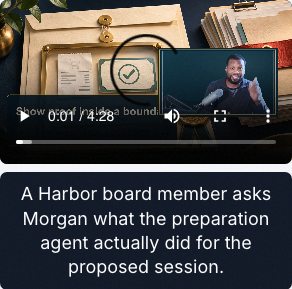 Show proof inside a bounda
0:01 / 4:28
A Harbor board member asks
Morgan what the preparation
agent actually did for the
proposed session.